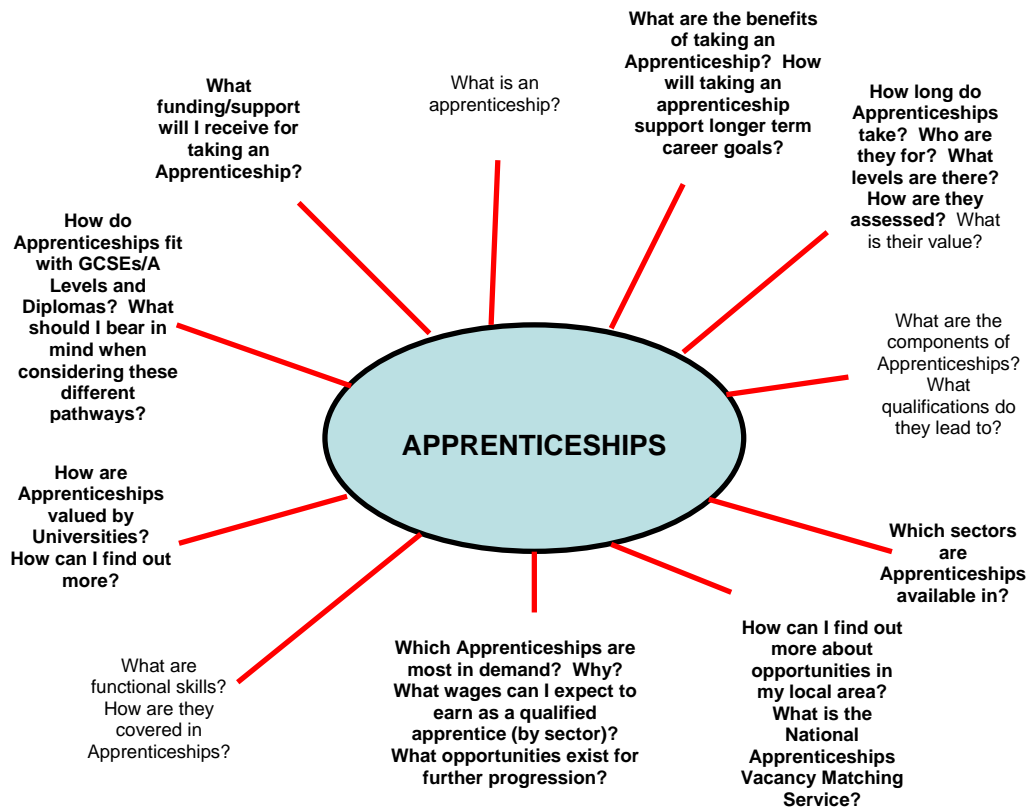 What are the benefits
of taking an
Apprenticeship? How
will taking an
apprenticeship
support longer term
career goals?
What is an
apprenticeship?
What
funding/support
will I receive for
taking an
Apprenticeship?
How long do
Apprenticeships
take? Who are
they for? What
levels are there?
How are they
assessed? What
is their value?
How do
Apprenticeships fit
with GCSEs/A
Levels and
Diplomas? What
should I bear in
mind when
considering these
different
pathways?
What are the
components of
Apprenticeships?
What
qualifications do
they lead to?
APPRENTICESHIPS
How are
Apprenticeships
valued by
Universities?
How can I find out
more?
Which sectors
are
Apprenticeships
available in?
What are
functional skills?
How are they
covered in
Apprenticeships?
Which Apprenticeships are
most in demand? Why?
What wages can I expect to
earn as a qualified
apprentice (by sector)?
What opportunities exist for
further progression?
How can I find out
more about
opportunities in
my local area?
What is the
National
Apprenticeships
Vacancy Matching
Service?